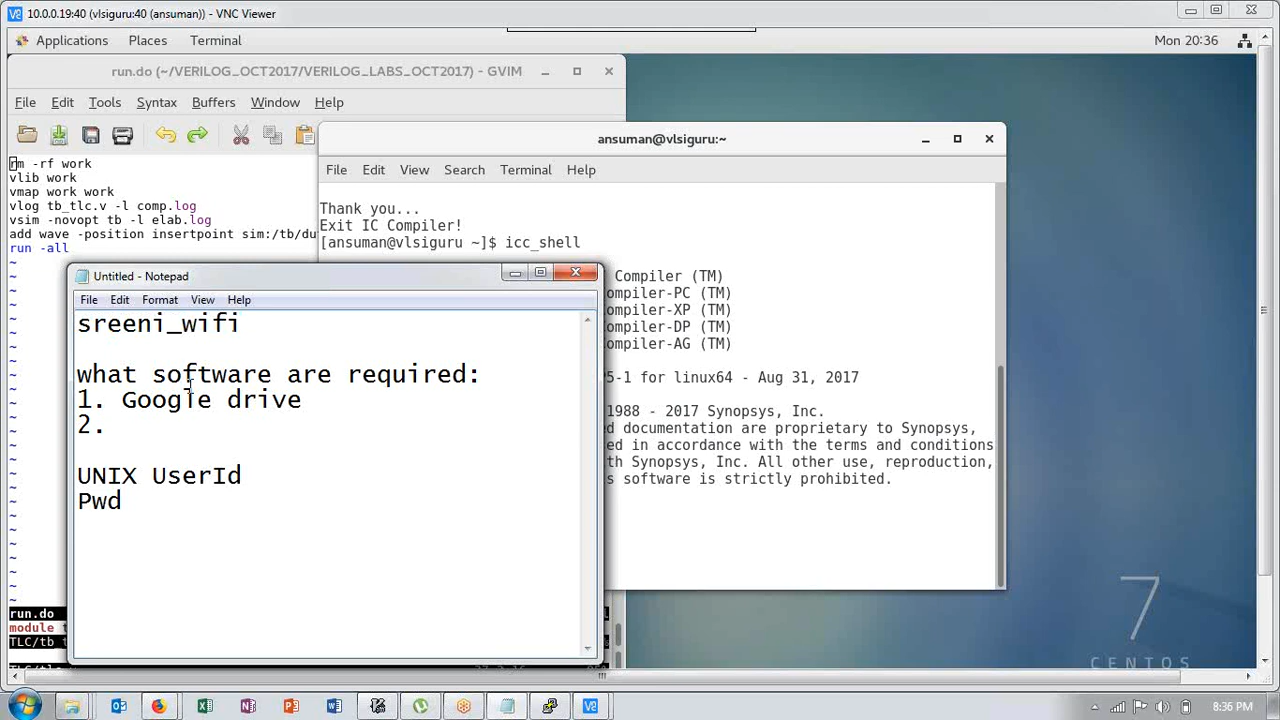 10.0.0.19:40 (vlsiguru:40 (ansuman)) - VNC Viewer
Applications Places Terminal
Mon 20:36
run.do (~/VERILOG_OCT2017/VERILOG_LABS_OCT2017) - GVIM
File Edit Tools Syntax Buffers Window Help
rm -rf work
vlib work
vmap work work
vlog tb_tlc.v -l comp.log
vsim -novopt tb -l elab.log
add wave -position insertpoint sim:/tb/du
run -all
run.do
module t
TLC/tb t
ansuman@vlsiguru:~
File Edit View Search Terminal Help
Thank you...
Exit IC Compiler!
[ansuman@vlsiguru ~]$ icc_shell
Compiler (TM)
ompiler-PC (TM)
ompiler-XP (TM)
ompiler-DP (TM)
ompiler-AG (TM)
5-1 for linux64 - Aug 31, 2017
1988 - 2017 Synopsys, Inc.
ed documentation are proprietary to Synopsys,
ed in accordance with the terms and conditions
th Synopsys, Inc. All other use, reproduction,
s software is strictly prohibited.
Untitled - Notepad
File Edit Format View Help
sreeni_wifi
what software are required:
1. Google drive
2.
UNIX UserId
Pwd
7
CENTOS
8:36 PM